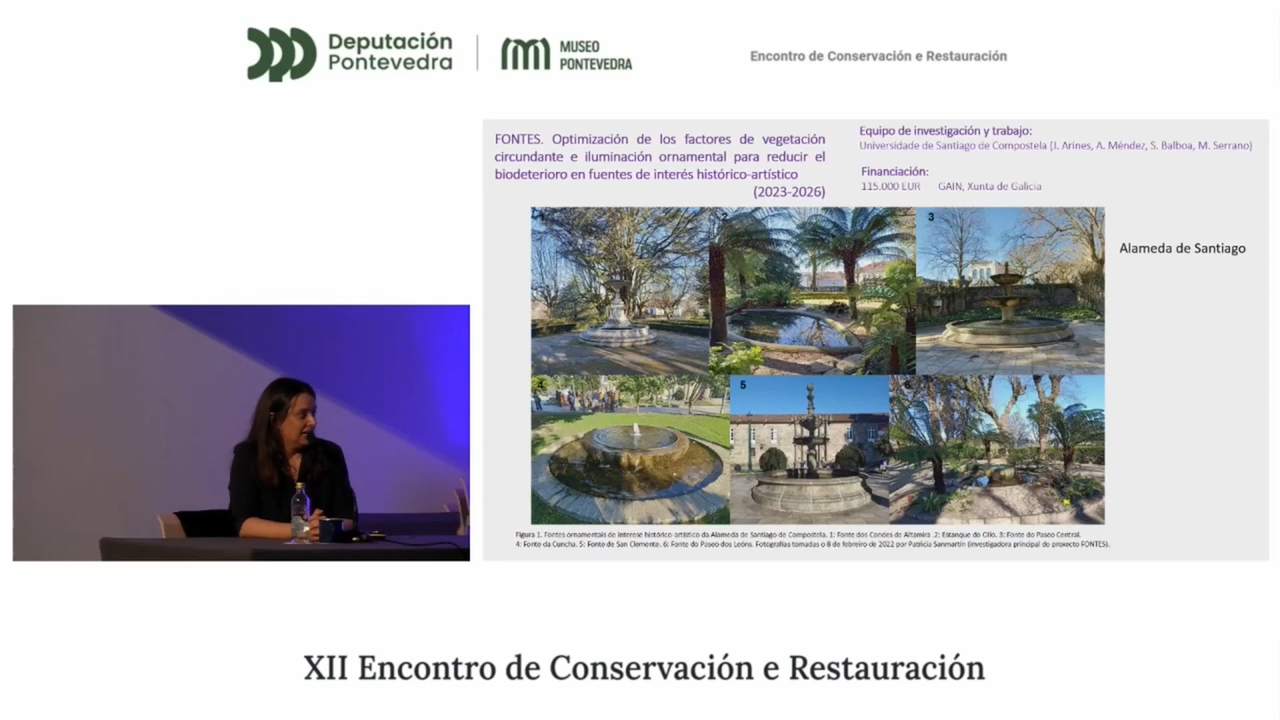 Deputación
Pontevedra
MUSEO
PONTEVEDRA
Encontro de Conservación e Restauración
FONTES. Optimización de los factores de vegetación
circundante e iluminación ornamental para reducir el
biodeterioro en fuentes de interés histórico-artístico
(2023-2026)
Equipo de investigación y trabajo:
Universidade de Santiago de Compostela (J. Arines, A. Méndez, S. Balboa, M. Serrano)
Financiación:
115.000 EUR GAIN, Xunta de Galicia
2
3
5
6
Alameda de Santiago
Figura 1. Fontes ornamentais de interese histórico-artístico da Alameda de Santiago de Compostela. 1: Fonte dos Condes de Altamira .2: Estanque do Cilio. 3: Fonte do Paseo Central.
4: Fonte da Cuncha. 5: Fonte de San Clemente. 6: Fonte do Paseo dos Leóns. Fotografías tomadas o 8 de febreiro de 2022 por Patricia Sanmartín (investigadora principal do proxecto FONTES).
XII Encontro de Conservación e Restauración